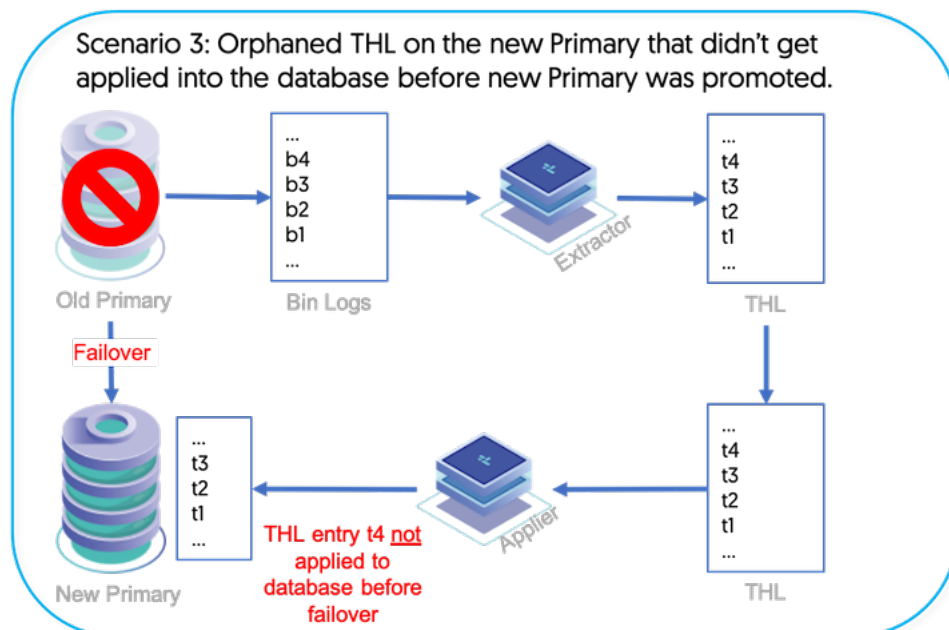 Scenario 3: Orphaned THL on the new Primary that didn't get
applied into the database before new Primary was promoted.
...
b4
b3
b2
b1
...
...
t4
t3
t2
t1
...
Extractor
Old Primary
Bin Logs
THL
Failover
...
t3
t2
t1
...
...
t4
t3
t2
t1
...
Applier
THL entry t4 not
applied to
database before
failover
New Primary
THL